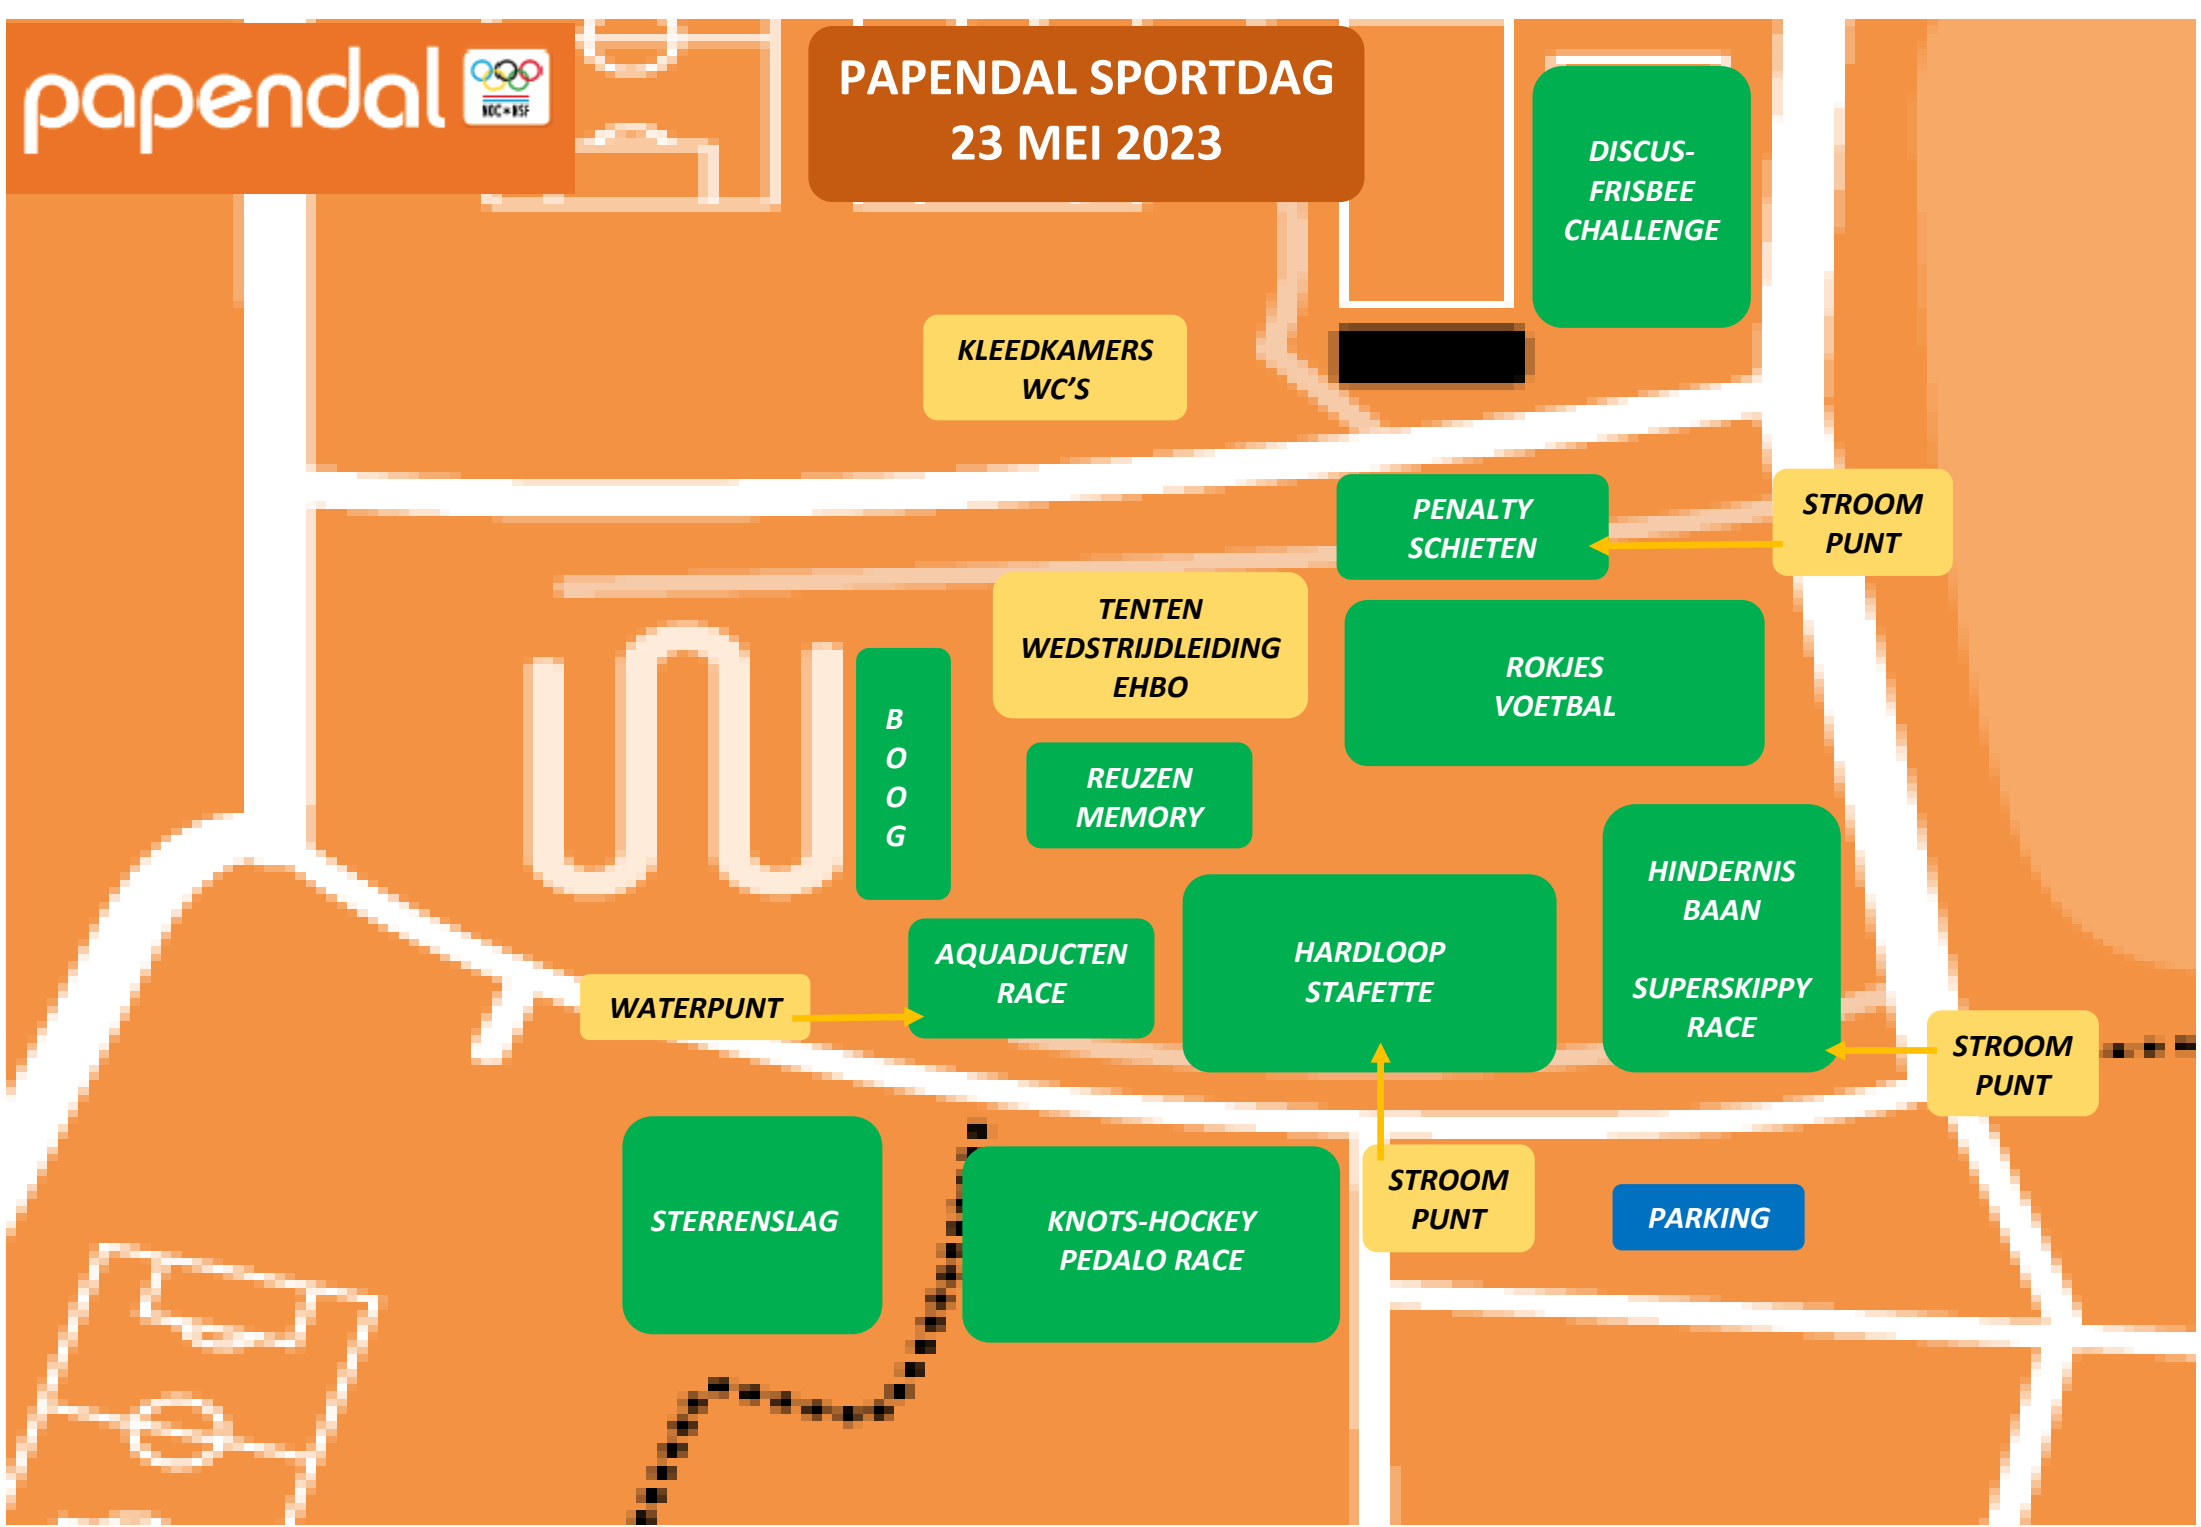 papendal
NOC*NSF
PAPENDAL SPORTDAG
23 MEI 2023
DISCUS-
FRISBEE
CHALLENGE
KLEEDKAMERS
WC'S
PENALTY
SCHIETEN
STROOM
PUNT
TENTEN
WEDSTRIJDLEIDING
EHBO
ROKJES
VOETBAL
B
O
O
G
REUZEN
MEMORY
HINDERNIS
BAAN
SUPERSKIPPY
RACE
AQUADUCTEN
RACE
HARDLOOP
STAFETTE
WATERPUNT
STROOM
PUNT
STERRENSLAG
KNOTS-HOCKEY
PEDALO RACE
STROOM
PUNT
PARKING